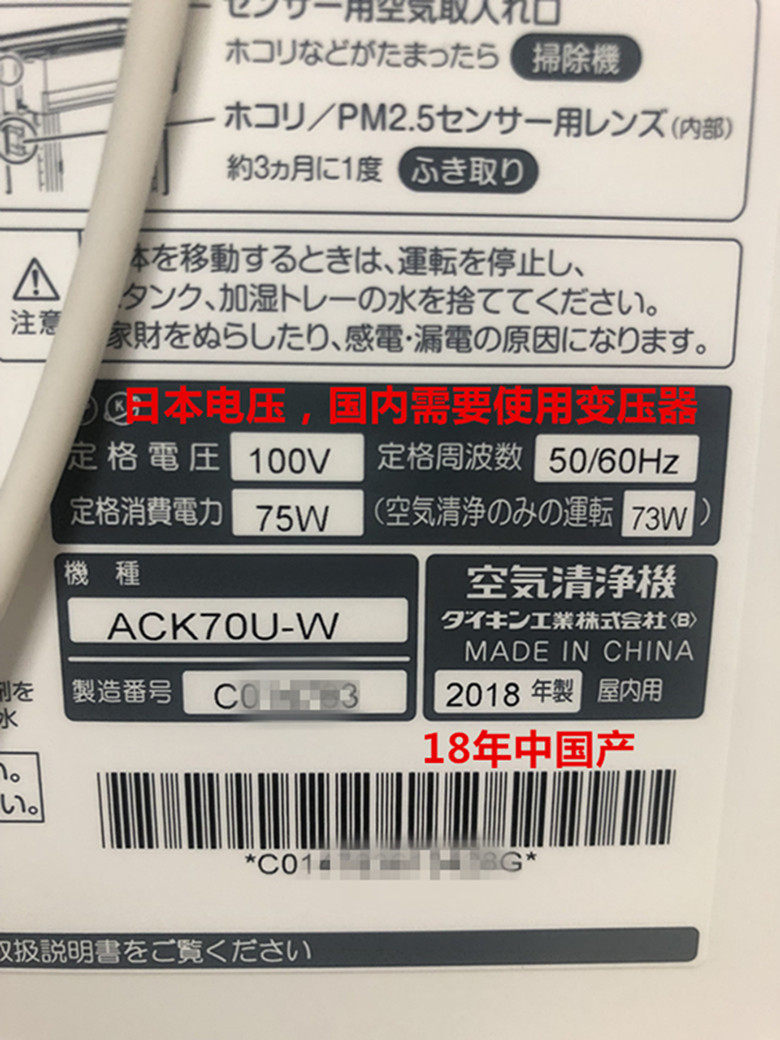 センサー用空気取入れ口
ホコリなどがたまったら 掃除機
ホコリ/PM2.5センサー用レンズ(内部)
約3ヵ月に1度 ふき取り
体を移動するときは、運転を停止し、
タンク、加湿トレーの水を捨ててください。
注意 家財をぬらしたり、感電・漏電の原因になります。
日本电压，国内需要使用变压器
定格電圧 100V 定格周波数 50/60Hz
定格消費電力 75W (空気清浄のみの運転 73W)
機種
ACK70U-W
空気清浄機
ダイキン工業株式会社〈B〉
MADE IN CHINA
剤を
水
製造番号 C0 3
2018 年製 屋内用
18年中国产
い。
い。
*C01 G*
取扱説明書をご覧ください